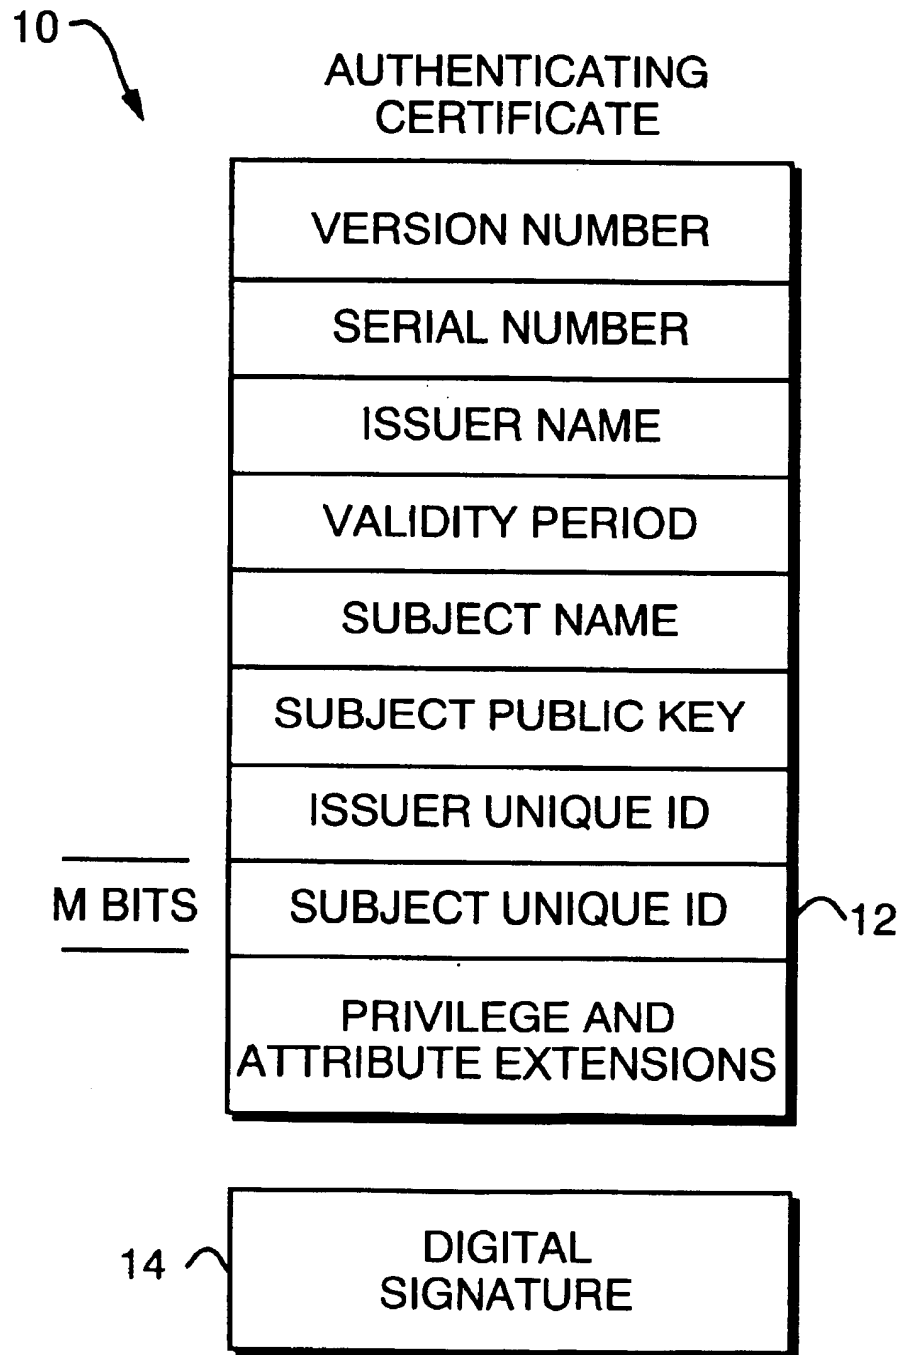 10
AUTHENTICATING
CERTIFICATE
VERSION NUMBER
SERIAL NUMBER
ISSUER NAME
VALIDITY PERIOD
SUBJECT NAME
SUBJECT PUBLIC KEY
ISSUER UNIQUE ID
M BITS
SUBJECT UNIQUE ID
12
PRIVILEGE AND
ATTRIBUTE EXTENSIONS
14
DIGITAL
SIGNATURE